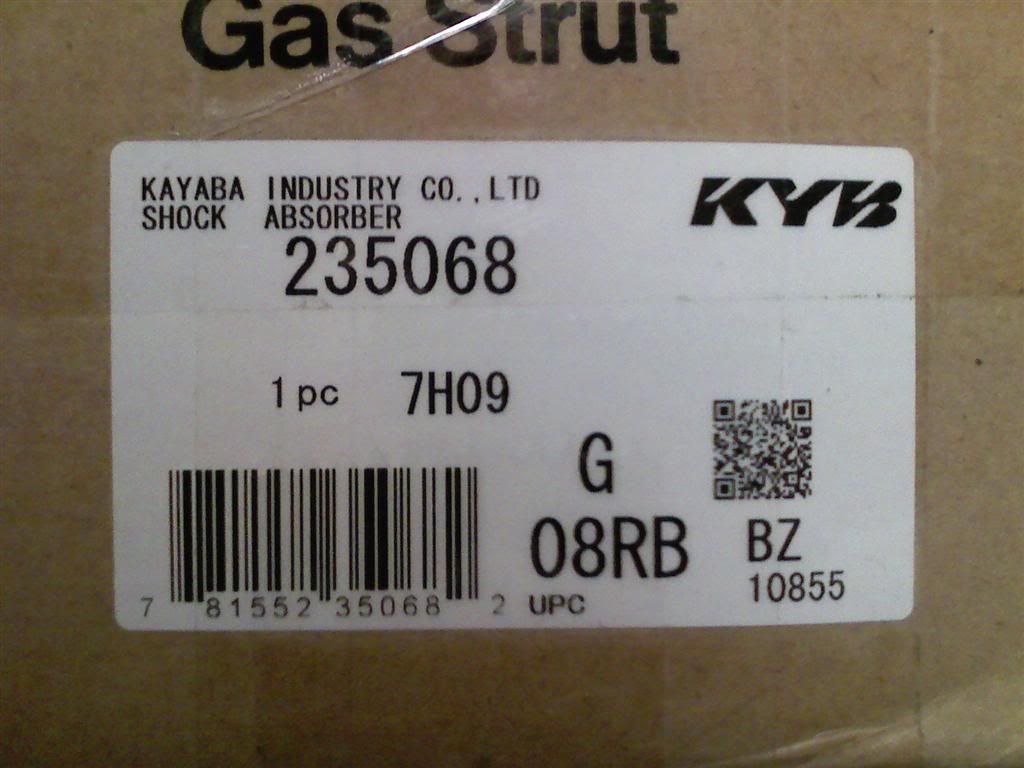 Gas Strut
KAYABA INDUSTRY CO.,LTD
KYB
SHOCK ABSORBER
235068
1pc 7H09
G
08RB BZ
10855
7 81552 35068 2 UPC